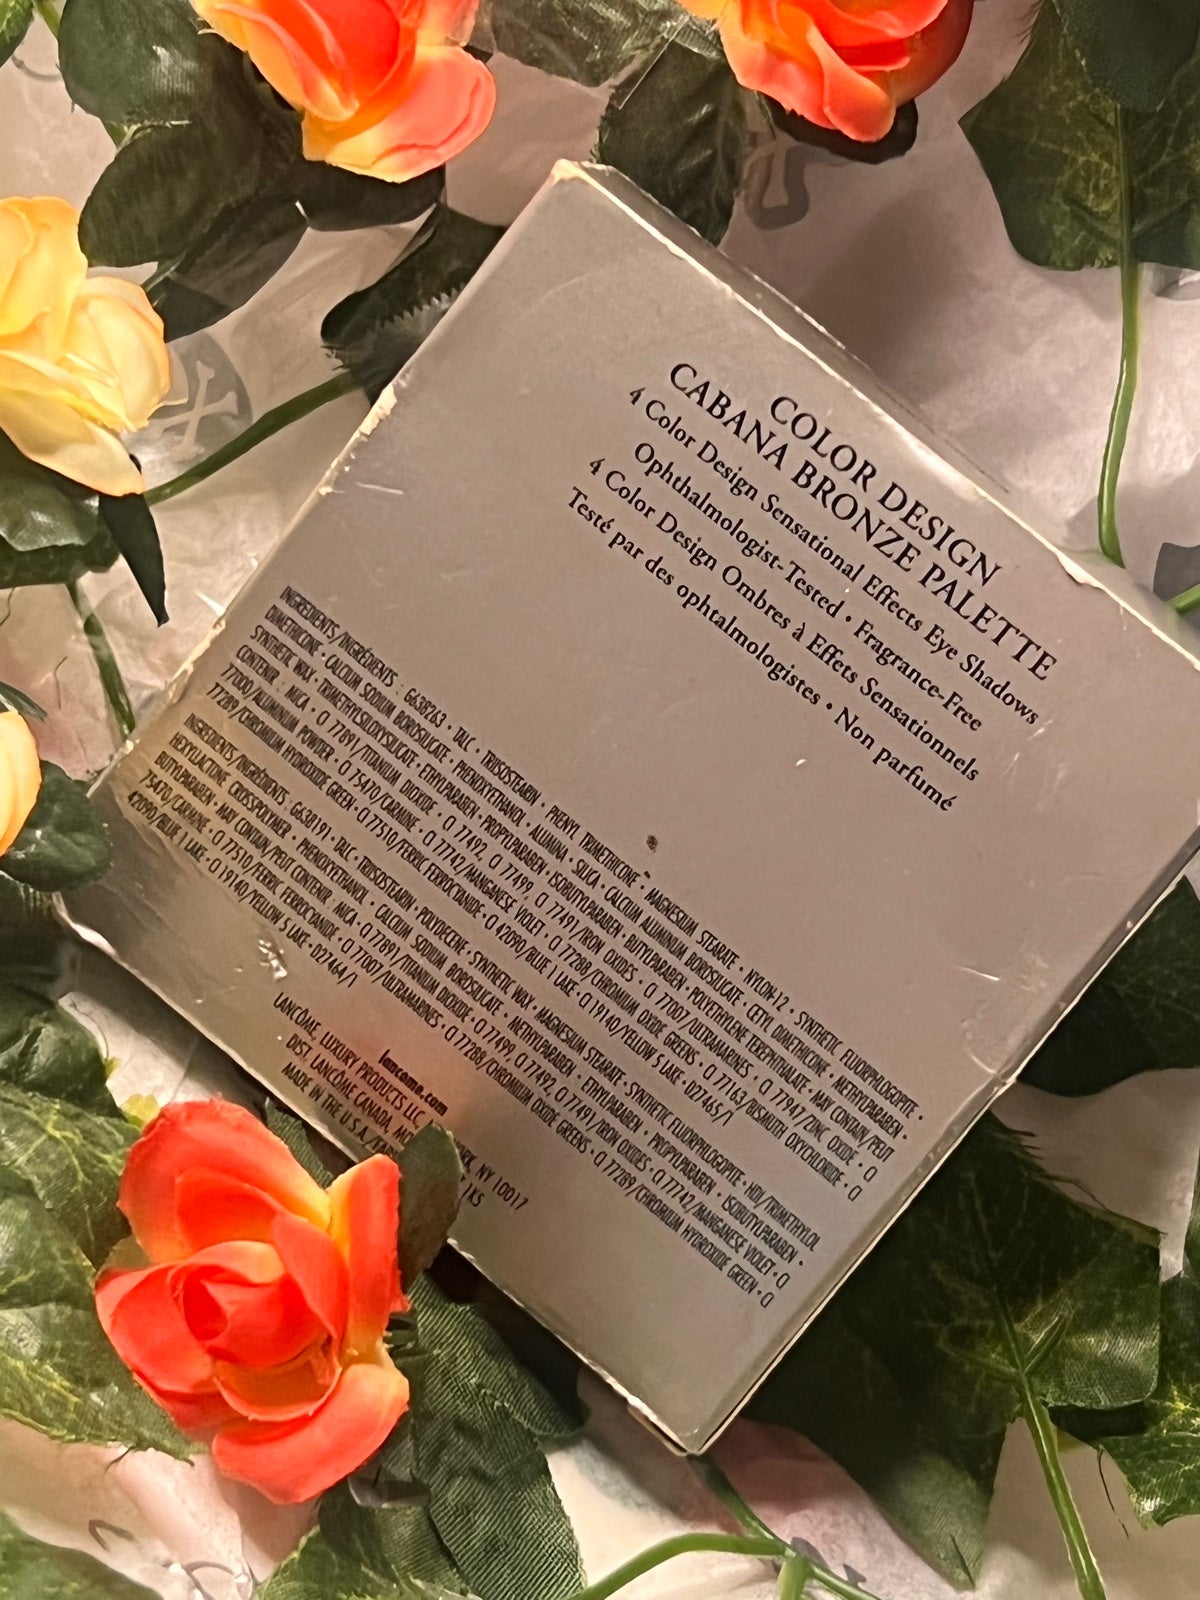 COLOR DESIGN
CABANA BRONZE PALETTE
4 Color Design Sensational Effects Eye Shadows
Ophthalmologist-Tested • Fragrance-Free
4 Color Design Ombres à Effets Sensationnels
Testé par des ophtalmologistes • Non parfumé
INGREDIENTS/INGRÉDIENTS : G638263 • TALC • TRIISOSTEARIN • PHENYL TRIMETHICONE • MAGNESIUM STEARATE • NYLON-12 • SYNTHETIC FLUORPHLOGOPITE •
DIMETHICONE • CALCIUM SODIUM BOROSILICATE • PHENOXYETHANOL • ALUMINA • SILICA • CALCIUM ALUMINUM BOROSILICATE • CETYL DIMETHICONE • METHYLPARABEN •
SYNTHETIC WAX • TRIMETHYLSILOXYSILICATE • ETHYLPARABEN • PROPYLPARABEN • ISOBUTYLPARABEN • BUTYLPARABEN • POLYETHYLENE TEREPHTHALATE • MAY CONTAIN/PEUT
CONTENIR : MICA • CI 77891/TITANIUM DIOXIDE • CI 77492, CI 77499, CI 77491/IRON OXIDES • CI 77007/ULTRAMARINES • CI 77947/ZINC OXIDE • CI
77000/ALUMINUM POWDER • CI 75470/CARMINE • CI 77742/MANGANESE VIOLET • CI 77288/CHROMIUM OXIDE GREENS • CI 77163/BISMUTH OXYCHLORIDE • CI
77289/CHROMIUM HYDROXIDE GREEN • CI 77510/FERRIC FERROCYANIDE • CI 42090/BLUE 1 LAKE • CI 19140/YELLOW 5 LAKE • D27465/1
INGREDIENTS/INGRÉDIENTS : G638191 • TALC • TRIISOSTEARIN • POLYDECENE • SYNTHETIC WAX • MAGNESIUM STEARATE • SYNTHETIC FLUORPHLOGOPITE • HDI/TRIMETHYLOL
HEXYLLACTONE CROSSPOLYMER • PHENOXYETHANOL • CALCIUM SODIUM BOROSILICATE • METHYLPARABEN • ETHYLPARABEN • PROPYLPARABEN • ISOBUTYLPARABEN •
BUTYLPARABEN • MAY CONTAIN/PEUT CONTENIR : MICA • CI 77891/TITANIUM DIOXIDE • CI 77499, CI 77492, CI 77491/IRON OXIDES • CI 77742/MANGANESE VIOLET • CI
75470/CARMINE • CI 77510/FERRIC FERROCYANIDE • CI 77007/ULTRAMARINES • CI 77288/CHROMIUM OXIDE GREENS • CI 77289/CHROMIUM HYDROXIDE GREEN • CI
42090/BLUE 1 LAKE • CI 19140/YELLOW 5 LAKE • D27464/1
lancome.com
LANCÔME, LUXURY PRODUCTS LLC, NY 10017
DIST. LANCÔME CANADA, 1K5
MADE IN THE U.S.A.